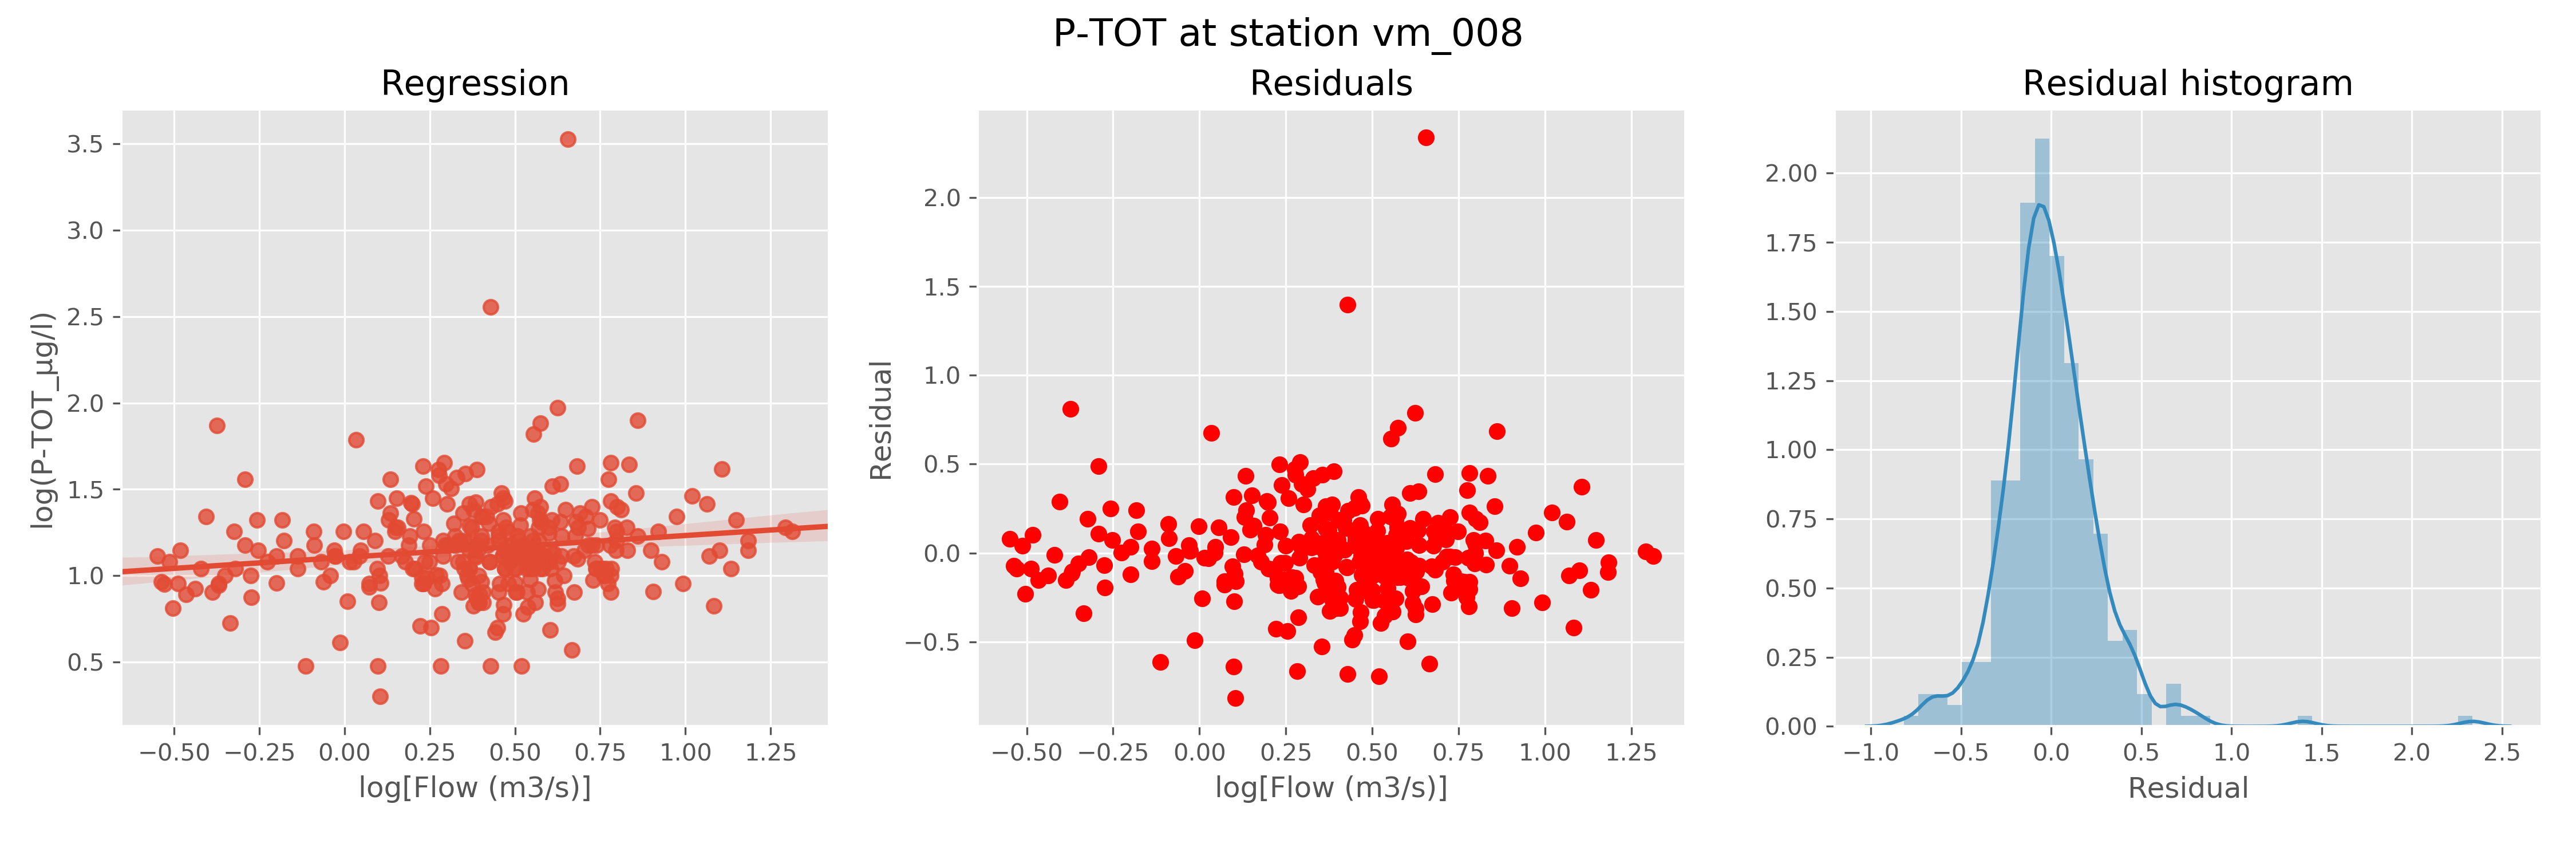 P-TOT at station vm_008
Regression
Residuals
Residual histogram
3.5
3.0
2.5
2.0
1.5
1.0
0.5
log(P-TOT_µg/l)
−0.50 −0.25 0.00 0.25 0.50 0.75 1.00 1.25
log[Flow (m3/s)]
2.0
1.5
1.0
0.5
0.0
−0.5
Residual
−0.50 −0.25 0.00 0.25 0.50 0.75 1.00 1.25
log[Flow (m3/s)]
2.00
1.75
1.50
1.25
1.00
0.75
0.50
0.25
0.00
−1.0 −0.5 0.0 0.5 1.0 1.5 2.0 2.5
Residual